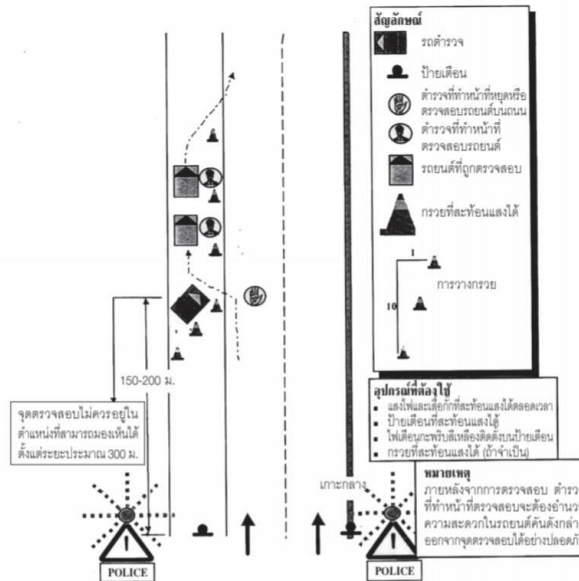 สัญลักษณ์
รถตำรวจ
ป้ายเตือน
ตำรวจที่ทำหน้าที่หยุดหรือ
ตรวจสอบรถยนต์บนถนน
ตำรวจที่ทำหน้าที่
ตรวจสอบรถยนต์
รถยนต์ที่ถูกตรวจสอบ
กรวยที่สะท้อนแสงได้
1
การวางกรวย
10
150-200 ม.
จุดตรวจสอบไม่ควรอยู่ใน
ตำแหน่งที่สามารถมองเห็นได้
ตั้งแต่ระยะประมาณ 300 ม.
อุปกรณ์ที่ต้องใช้
▪ แสงไฟและเสื้อกั๊กที่สะท้อนแสงได้ตลอดเวลา
▪ ป้ายเตือนที่สะท้อนแสงได้
▪ ไฟเตือนกะพริบสีเหลืองติดตั้งบนป้ายเตือน
▪ กรวยที่สะท้อนแสงได้ (ถ้าจำเป็น)
เกาะกลาง
หมายเหตุ
ภายหลังจากการตรวจสอบ ตำรว
ที่ทำหน้าที่ตรวจสอบจะต้องอำนว
ความสะดวกในรถยนต์คันดังกล่า
ออกจากจุดตรวจสอบได้อย่างปลอดภั
POLICE
POLICE